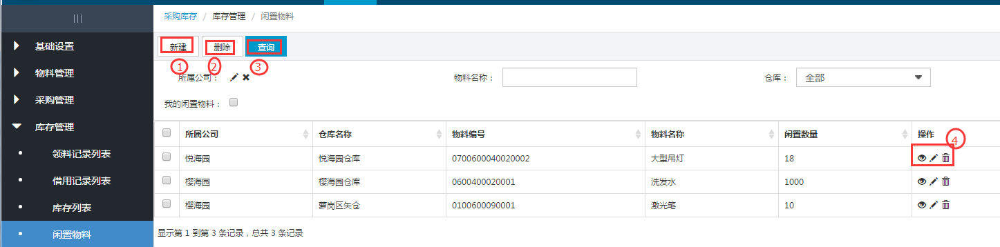 采购库存 / 库存管理 / 闲置物料
基础设置
物料管理
采购管理
库存管理
领料记录列表
借用记录列表
库存列表
闲置物料
新建 删除 查询
① ② ③
所属公司： 物料名称： 仓库： 全部
我的闲置物料：
所属公司 仓库名称 物料编号 物料名称 闲置数量 操作 ④
悦海园 悦海园仓库 0700600040020002 大型吊灯 18
樱海园 樱海园仓库 0600400020001 洗发水 1000
樱海园 萝岗区矢仓 0100600090001 激光笔 10
显示第 1 到第 3 条记录，总共 3 条记录